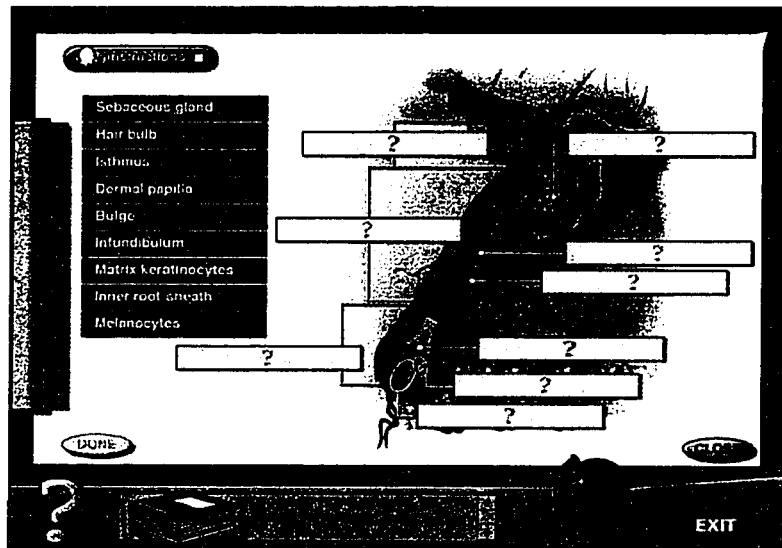 Instructions
Sebaceous gland
Hair bulb
Isthmus
Dermal papilla
Bulge
Infundibulum
Matrix keratinocytes
Inner root sheath
Melanocytes
?
?
?
?
?
?
?
?
?
DONE
CLOSE
?
EXIT